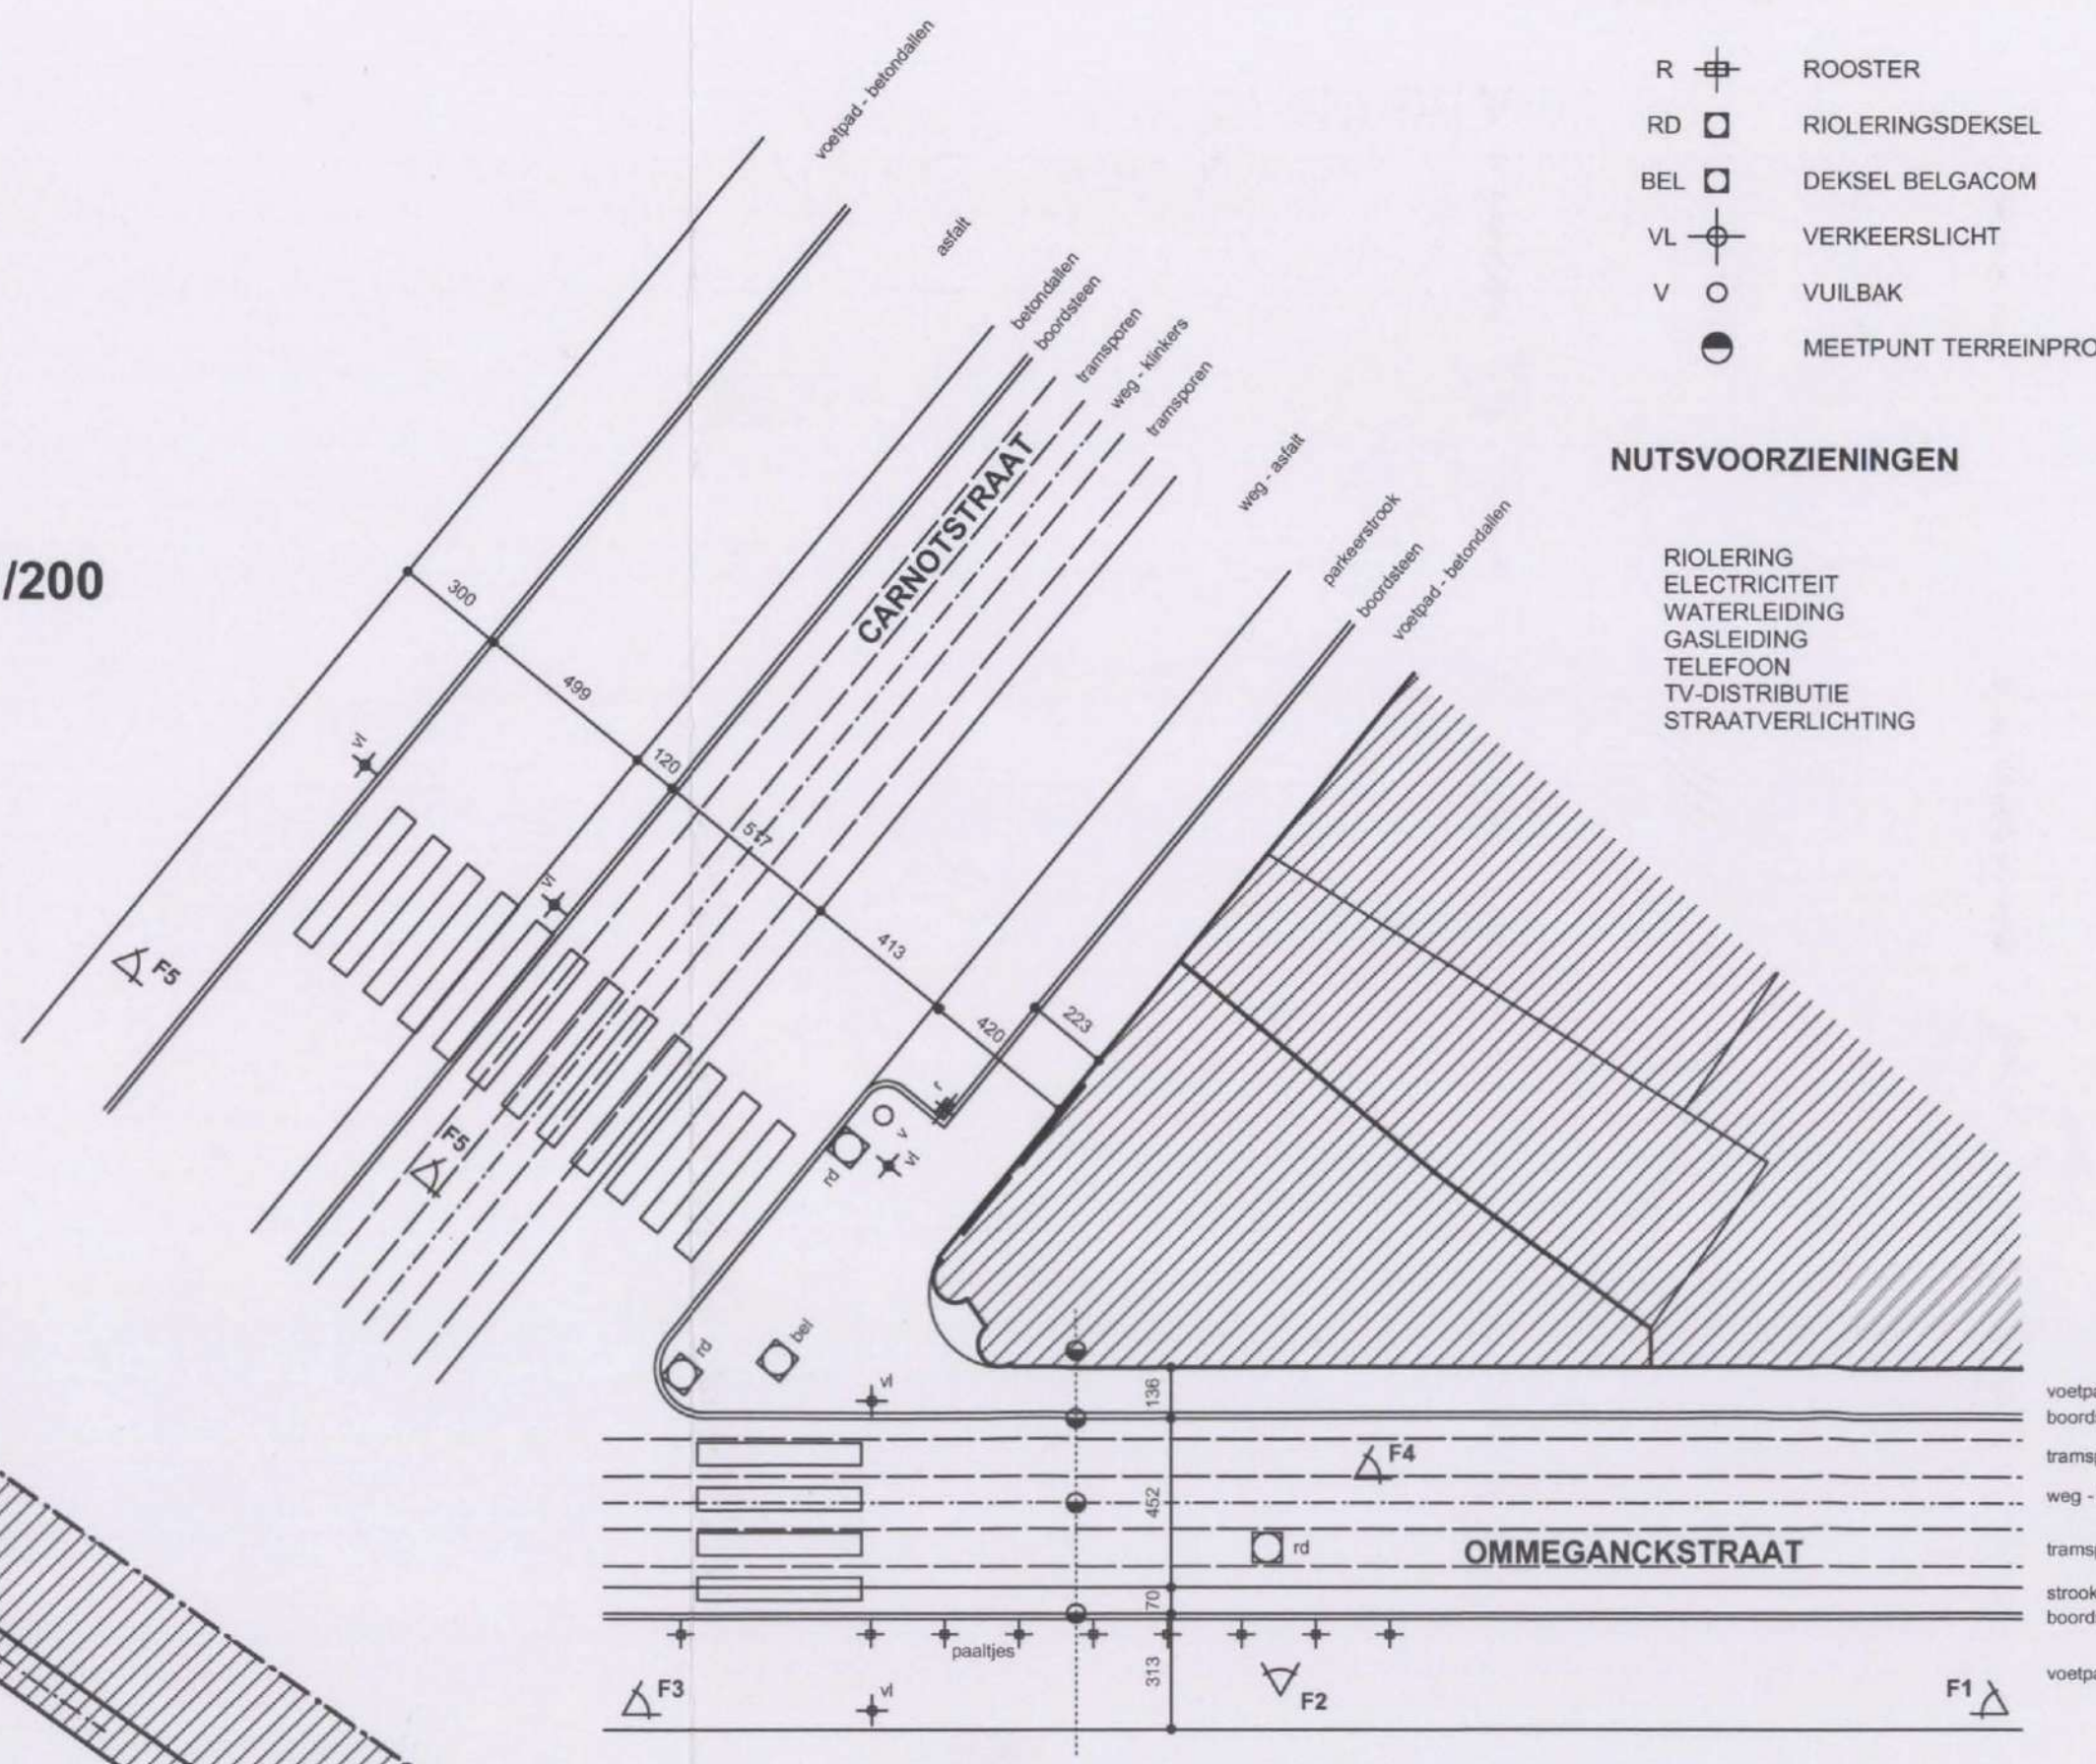 R ROOSTER
RD RIOLERINGSDEKSEL
BEL DEKSEL BELGACOM
VL VERKEERSLICHT
V VUILBAK
MEETPUNT TERREINPRO
NUTSVOORZIENINGEN
RIOLERING
ELECTRICITEIT
WATERLEIDING
GASLEIDING
TELEFOON
TV-DISTRIBUTIE
STRAATVERLICHTING
/200
voetpad - betondallen
asfalt
betondallen
boordsteen
tramsporen
weg - klinkers
tramsporen
weg - asfalt
parkeerstrook
boordsteen
voetpad - betondallen
CARNOTSTRAAT
300
499
120
517
413
420
223
vl
vl
F5
F5
r
v
vl
rd
rd
bel
vl
136
452
70
313
F4
rd
OMMEGANCKSTRAAT
paaltjes
F3
vl
F2
F1
voetpa
boords
trams
weg -
trams
strook
boord
voetpa